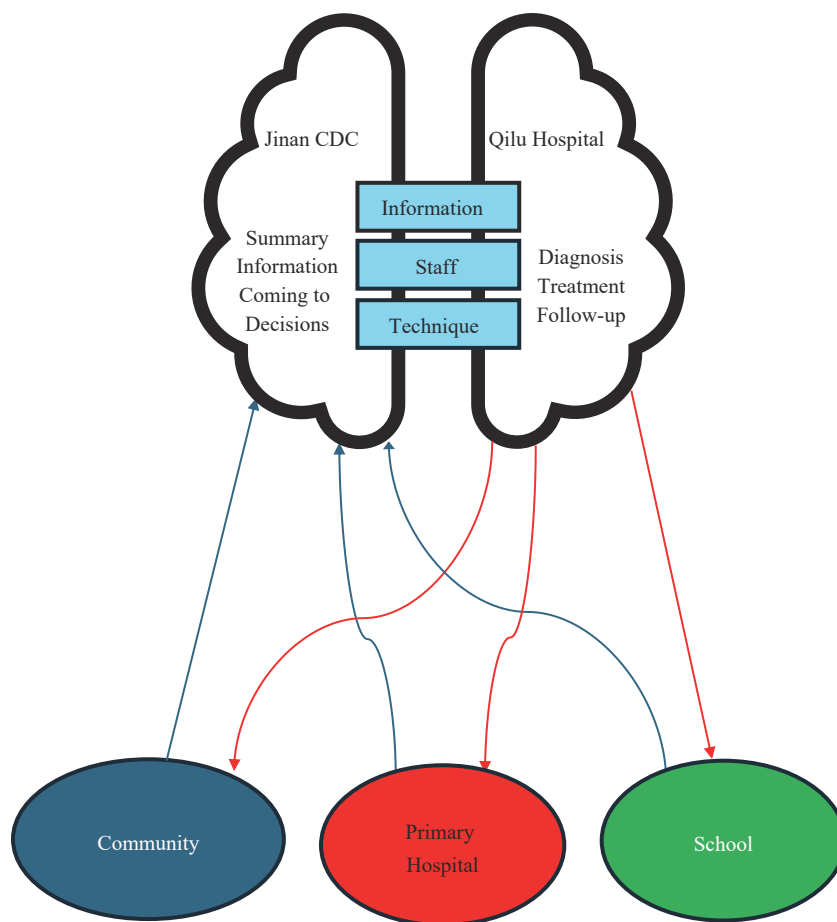 Jinan CDC
Qilu Hospital
Information
Staff
Technique
Summary
Information
Coming to
Decisions
Diagnosis
Treatment
Follow-up
Community
Primary
Hospital
School